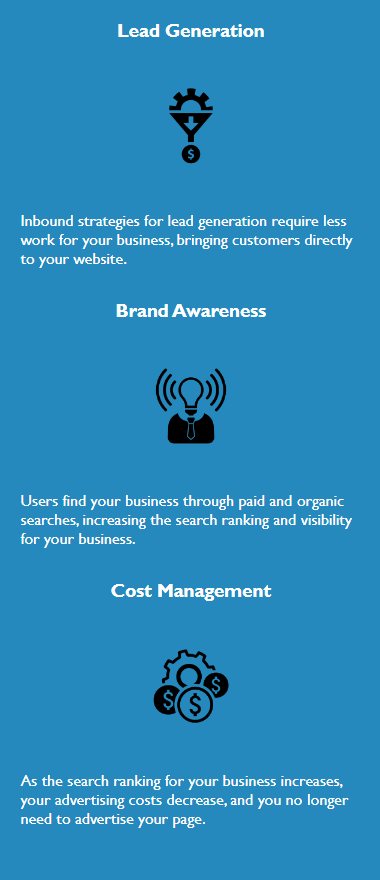 Lead Generation
$
Inbound strategies for lead generation require less
work for your business, bringing customers directly
to your website.
Brand Awareness
Users find your business through paid and organic
searches, increasing the search ranking and visibility
for your business.
Cost Management
$
$
$
As the search ranking for your business increases,
your advertising costs decrease, and you no longer
need to advertise your page.